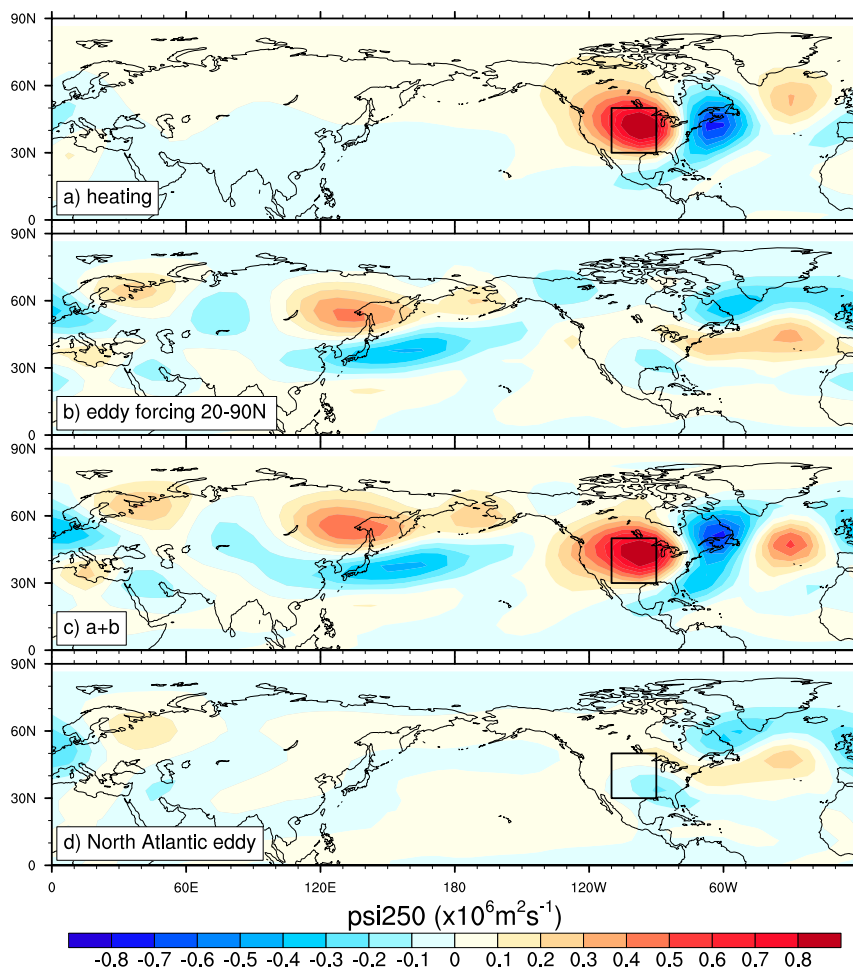 90N
60N
30N
0
a) heating
90N
60N
30N
0
b) eddy forcing 20-90N
90N
60N
30N
0
c) a+b
90N
60N
30N
0
d) North Atlantic eddy
0 60E 120E 180 120W 60W
psi250 (x10⁶m²s⁻¹)
-0.8 -0.7 -0.6 -0.5 -0.4 -0.3 -0.2 -0.1 0 0.1 0.2 0.3 0.4 0.5 0.6 0.7 0.8